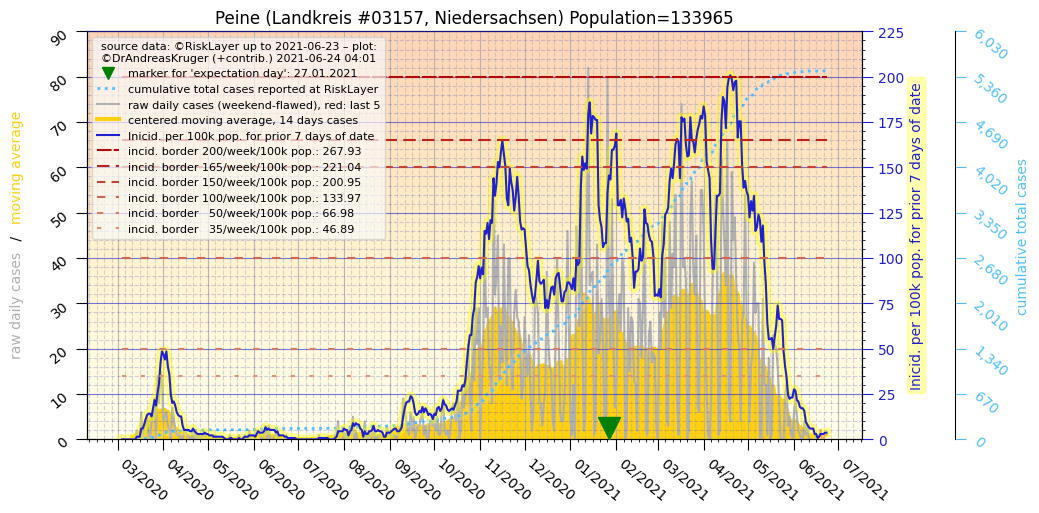 Peine (Landkreis #03157, Niedersachsen) Population=133965
source data: ©RiskLayer up to 2021-06-23 – plot:
©DrAndreasKruger (+contrib.) 2021-06-24 04:01
marker for 'expectation day': 27.01.2021
cumulative total cases reported at RiskLayer
raw daily cases (weekend-flawed), red: last 5
centered moving average, 14 days cases
Inicid. per 100k pop. for prior 7 days of date
incid. border 200/week/100k pop.: 267.93
incid. border 165/week/100k pop.: 221.04
incid. border 150/week/100k pop.: 200.95
incid. border 100/week/100k pop.: 133.97
incid. border 50/week/100k pop.: 66.98
incid. border 35/week/100k pop.: 46.89
raw daily cases / moving average
90
80
70
60
50
40
30
20
10
0
225
200
175
150
125
100
75
50
25
0
Inicid. per 100k pop. for prior 7 days of date
6,030
5,360
4,690
4,020
3,350
2,680
2,010
1,340
670
0
cumulative total cases
03/2020
04/2020
05/2020
06/2020
07/2020
08/2020
09/2020
10/2020
11/2020
12/2020
01/2021
02/2021
03/2021
04/2021
05/2021
06/2021
07/2021